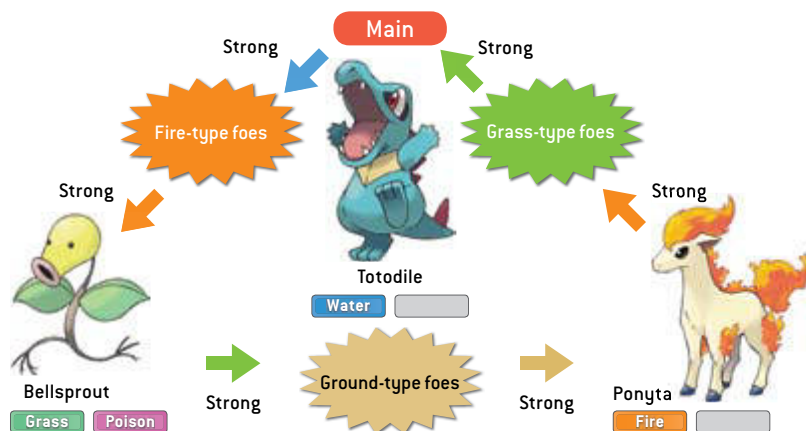 Main
Strong
Strong
Fire-type foes
Grass-type foes
Strong
Strong
Totodile
Water
Bellsprout
Grass Poison
Strong
Ground-type foes
Strong
Ponyta
Fire